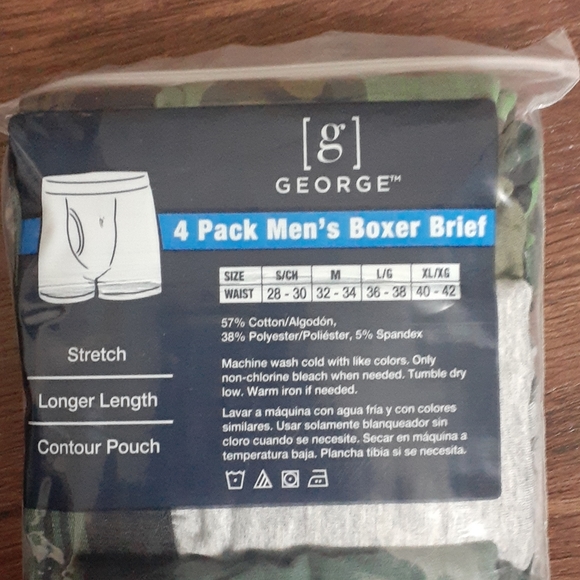 [g]
GEORGE™
4 Pack Men's Boxer Brief
SIZE S/CH M L/G XL/XG
WAIST 28 - 30 32 - 34 36 - 38 40 - 42
57% Cotton/Algodón,
38% Polyester/Poliéster, 5% Spandex
Stretch
Longer Length
Contour Pouch
Machine wash cold with like colors. Only
non-chlorine bleach when needed. Tumble dry
low. Warm iron if needed.
Lavar a máquina con agua fría y con colores
similares. Usar solamente blanqueador sin
cloro cuando se necesite. Secar en máquina a
temperatura baja. Plancha tibia si se necesita.